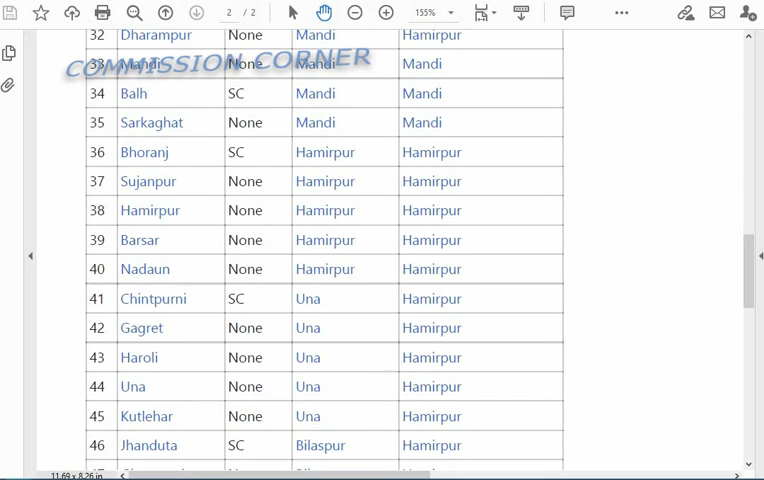 2 / 2 155%
32 Dharampur None Mandi Hamirpur
COMMISSION CORNER
33 Mandi None Mandi Mandi
34 Balh SC Mandi Mandi
35 Sarkaghat None Mandi Mandi
36 Bhoranj SC Hamirpur Hamirpur
37 Sujanpur None Hamirpur Hamirpur
38 Hamirpur None Hamirpur Hamirpur
39 Barsar None Hamirpur Hamirpur
40 Nadaun None Hamirpur Hamirpur
41 Chintpurni SC Una Hamirpur
42 Gagret None Una Hamirpur
43 Haroli None Una Hamirpur
44 Una None Una Hamirpur
45 Kutlehar None Una Hamirpur
46 Jhanduta SC Bilaspur Hamirpur
11.69 x 8.26 in